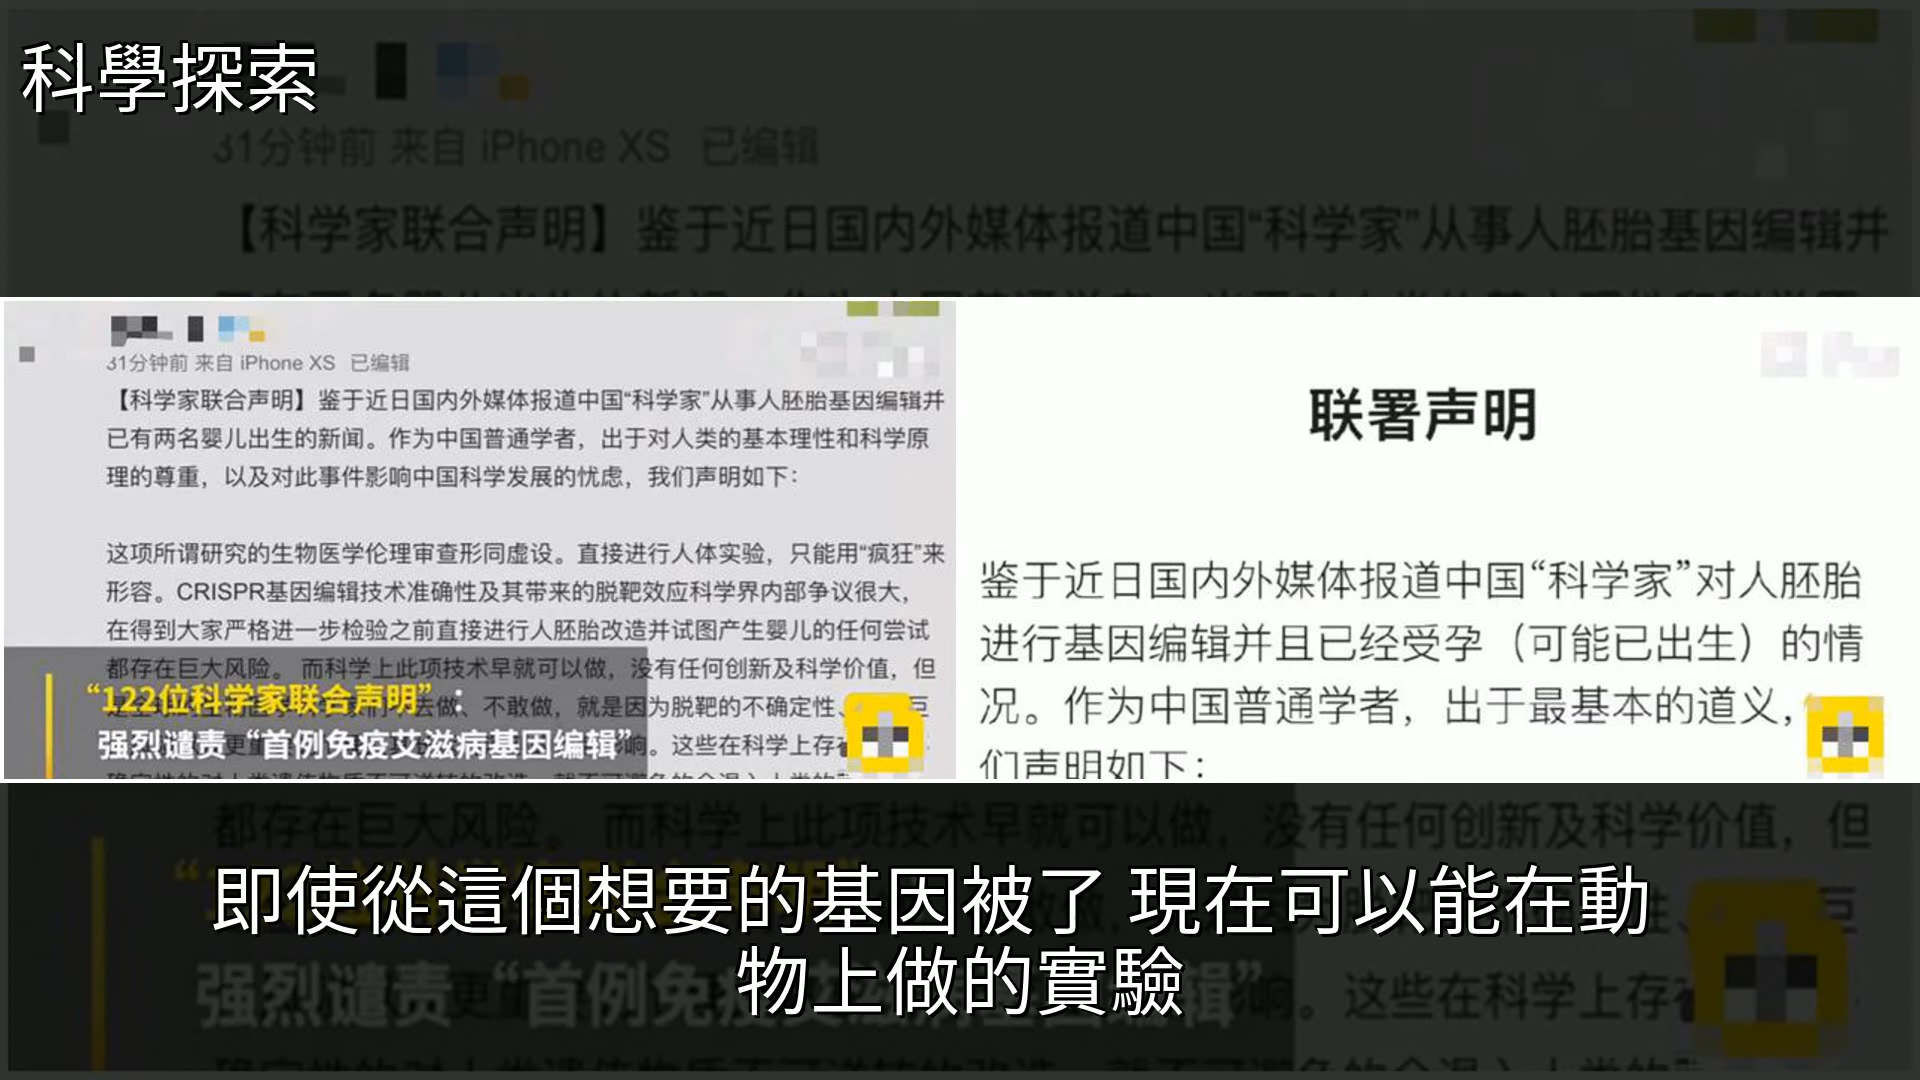 科學探索
31分钟前 来自 iPhone XS 已编辑
【科学家联合声明】鉴于近日国内外媒体报道中国“科学家”从事人胚胎基因编辑并
31分钟前 来自 iPhone XS 已编辑
【科学家联合声明】鉴于近日国内外媒体报道中国“科学家”从事人胚胎基因编辑并
已有两名婴儿出生的新闻。作为中国普通学者，出于对人类的基本理性和科学原
理的尊重，以及对此事件影响中国科学发展的忧虑，我们声明如下：
这项所谓研究的生物医学伦理审查形同虚设。直接进行人体实验，只能用“疯狂”来
形容。CRISPR基因编辑技术准确性及其带来的脱靶效应科学界内部争议很大，
在得到大家严格进一步检验之前直接进行人胚胎改造并试图产生婴儿的任何尝试
都存在巨大风险。 而科学上此项技术早就可以做，没有任何创新及科学价值，但
去做、不敢做，就是因为脱靶的不确定性、
响。这些在科学上存
“122位科学家联合声明”：
强烈谴责“首例免疫艾滋病基因编辑”
联署声明
鉴于近日国内外媒体报道中国“科学家”对人胚胎
进行基因编辑并且已经受孕（可能已出生）的情
况。作为中国普通学者，出于最基本的道义，
们声明如下：
都存在巨大风险。 而科学上此项技术早就可以做，没有任何创新及科学价值，但
强烈谴责“首例免
响。这些在科学上存
即使從這個想要的基因被了 現在可以能在動
物上做的實驗